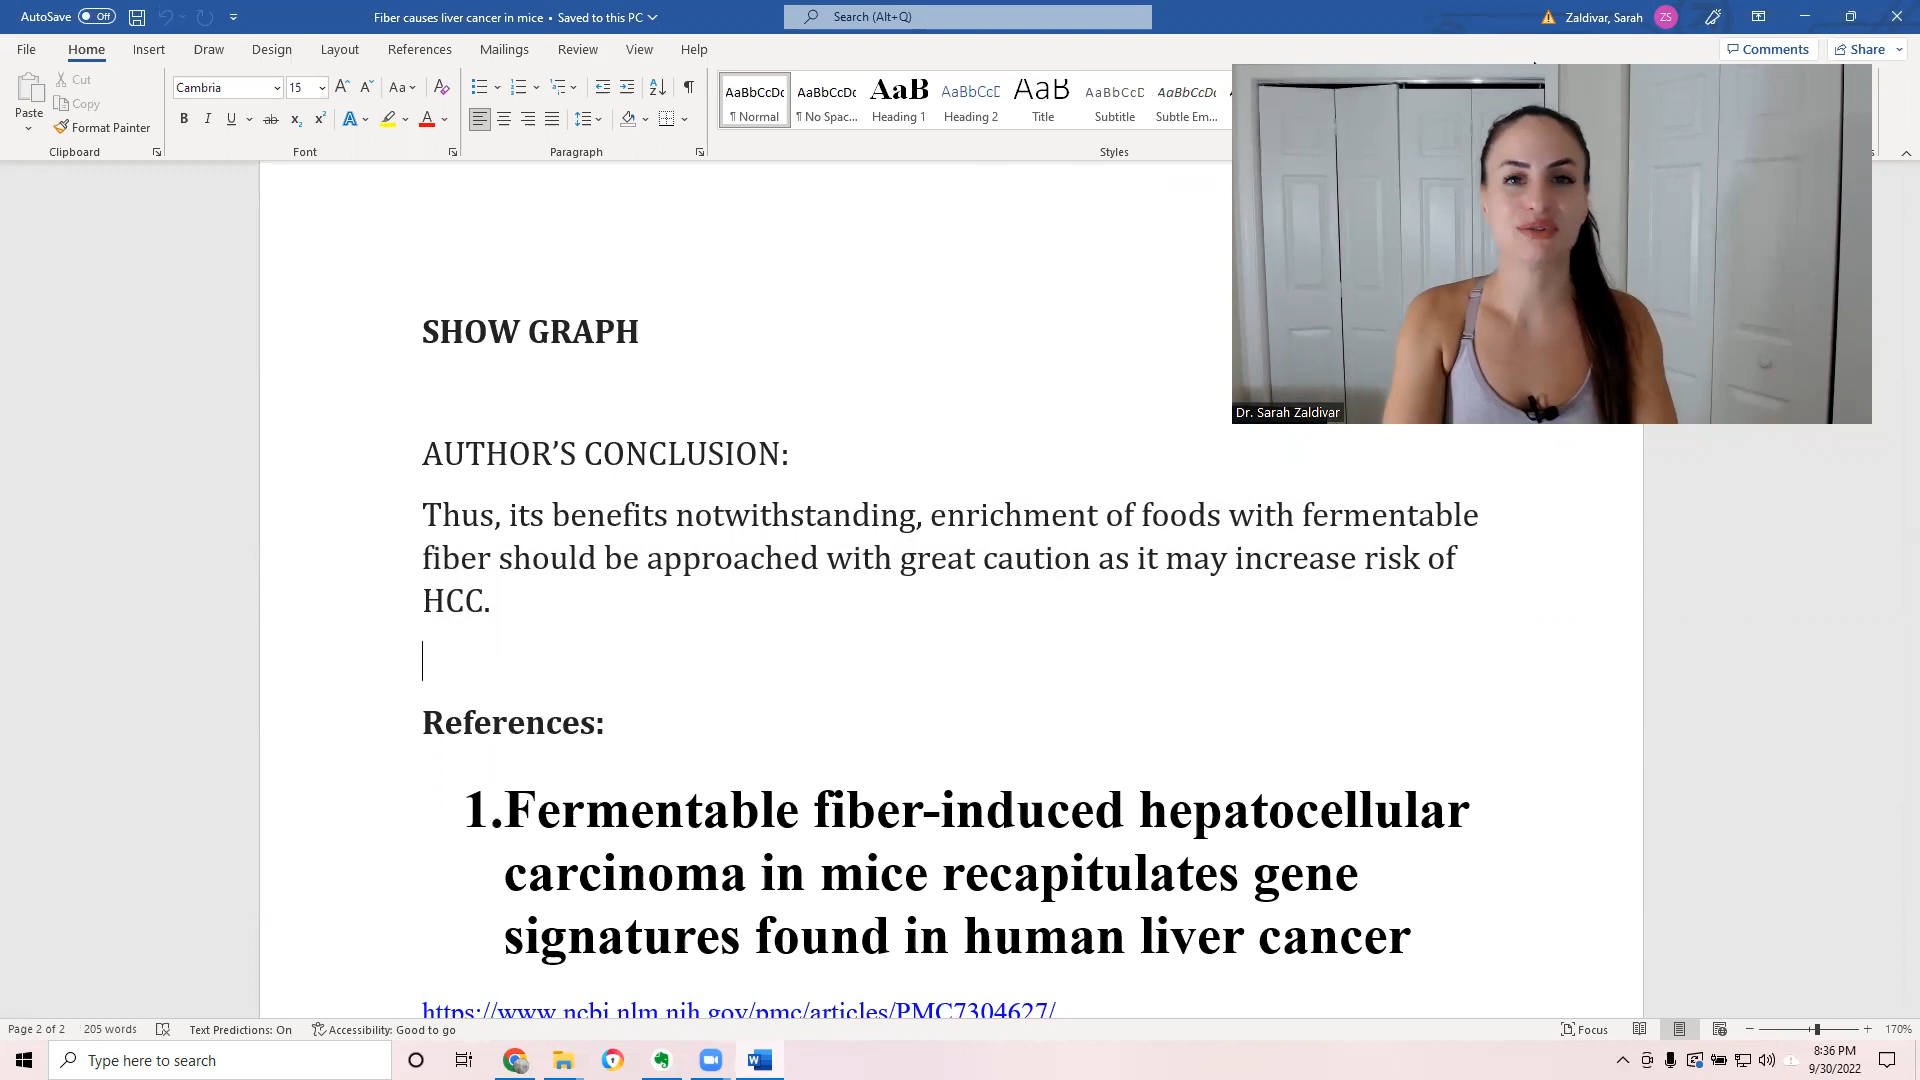 AutoSave Off
Fiber causes liver cancer in mice • Saved to this PC
Search (Alt+Q)
Zaldivar, Sarah
ZS
File Home Insert Draw Design Layout References Mailings Review View Help
Comments
Share
Paste
Cut
Copy
Format Painter
Clipboard
Cambria
15
Font
Paragraph
AaBbCcDc
¶ Normal
AaBbCcDc
¶ No Spac...
AaB
Heading 1
AaBbCcD
Heading 2
AaB
Title
AaBbCcD
Subtitle
AaBbCcDc
Subtle Em...
Styles
Dr. Sarah Zaldivar
SHOW GRAPH
AUTHOR’S CONCLUSION:
Thus, its benefits notwithstanding, enrichment of foods with fermentable
fiber should be approached with great caution as it may increase risk of
HCC.
References:
1.Fermentable fiber-induced hepatocellular
carcinoma in mice recapitulates gene
signatures found in human liver cancer
https://www.ncbi.nlm.nih.gov/pmc/articles/PMC7304627/
Page 2 of 2
205 words
Text Predictions: On
Accessibility: Good to go
Focus
170%
Type here to search
8:36 PM
9/30/2022